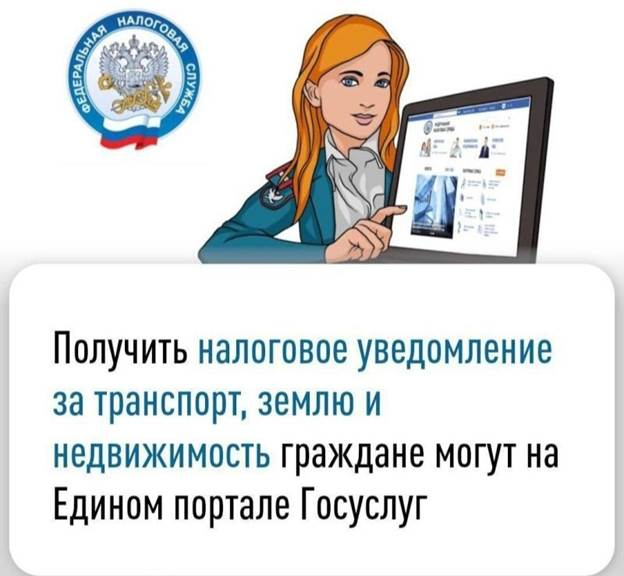 ФЕДЕРАЛЬНАЯ НАЛОГОВАЯ СЛУЖБА
Получить налоговое уведомление
за транспорт, землю и
недвижимость граждане могут на
Едином портале Госуслуг